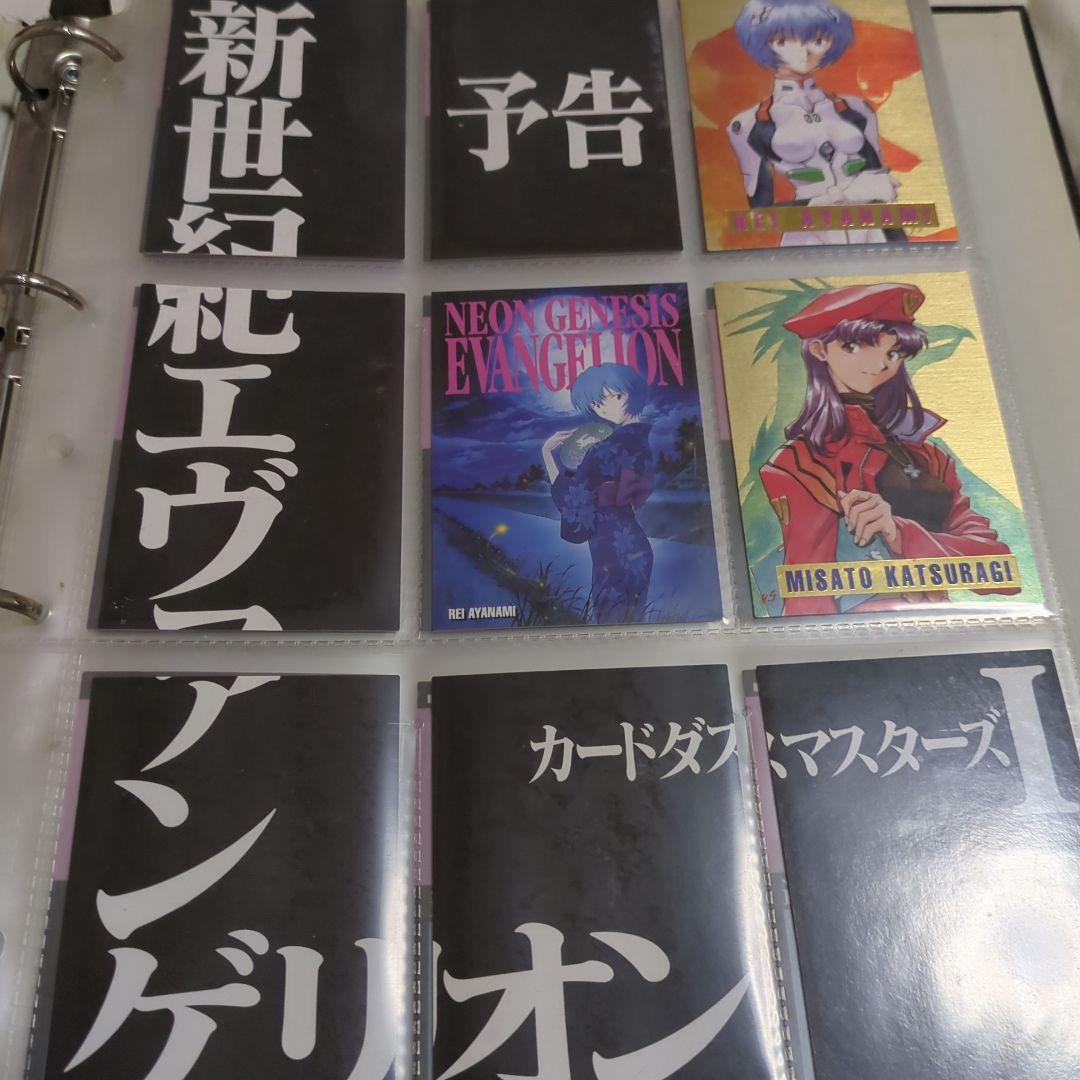 新世紀エヴァンゲリオン
予告
REI AYANAMI
NEON GENESIS
EVANGELION
REI AYANAMI
MISATO KATSURAGI
カードダスマスターズ
I